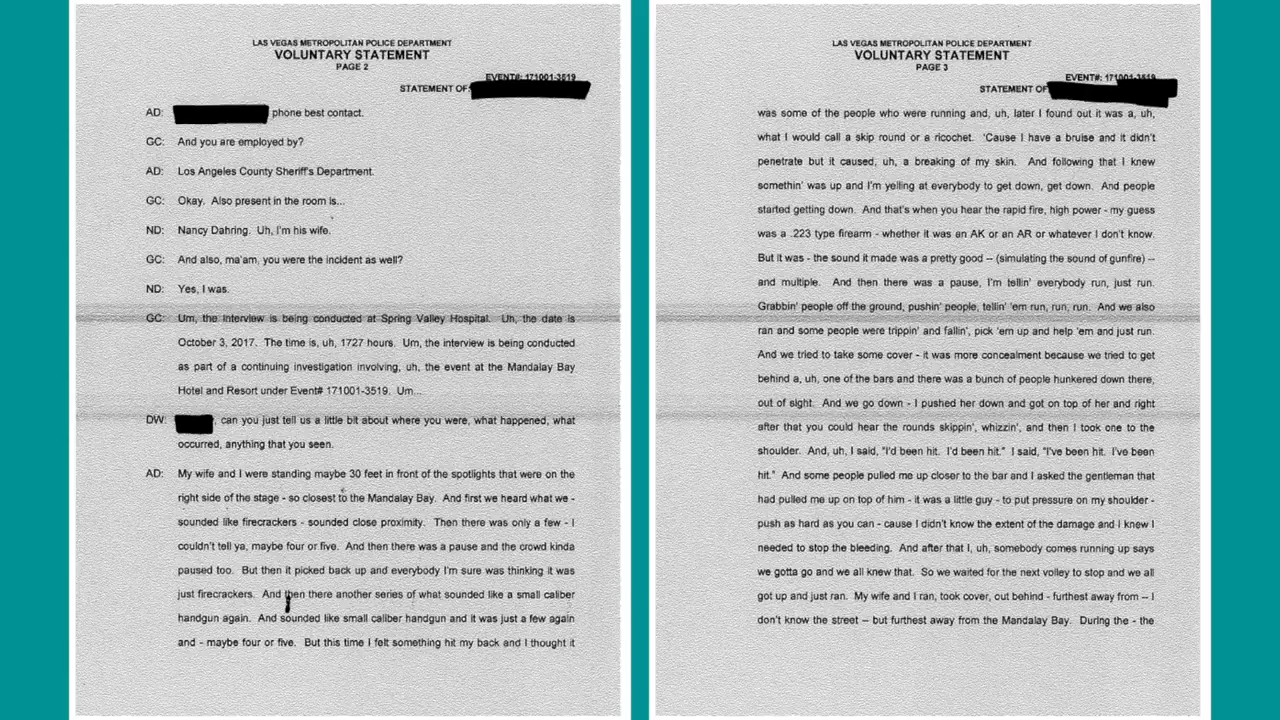 LAS VEGAS METROPOLITAN POLICE DEPARTMENT
VOLUNTARY STATEMENT
PAGE 2
EVENT#: 171001-3519
STATEMENT OF:
AD: phone best contact.
GC: And you are employed by?
AD: Los Angeles County Sheriff's Department.
GC: Okay. Also present in the room is...
ND: Nancy Dahring. Uh, I'm his wife.
GC: And also, ma'am, you were the incident as well?
ND: Yes, I was.
GC: Um, the interview is being conducted at Spring Valley Hospital. Uh, the date is
October 3, 2017. The time is, uh, 1727 hours. Um, the interview is being conducted
as part of a continuing investigation involving, uh, the event at the Mandalay Bay
Hotel and Resort under Event# 171001-3519. Um...
DW: , can you just tell us a little bit about where you were, what happened, what
occurred, anything that you seen.
AD: My wife and I were standing maybe 30 feet in front of the spotlights that were on the
right side of the stage - so closest to the Mandalay Bay. And first we heard what we -
sounded like firecrackers - sounded close proximity. Then there was only a few - I
couldn't tell ya, maybe four or five. And then there was a pause and the crowd kinda
paused too. But then it picked back up and everybody I'm sure was thinking it was
just firecrackers. And then there another series of what sounded like a small caliber
handgun again. And sounded like small caliber handgun and it was just a few again
and - maybe four or five. But this time I felt something hit my back and I thought it
LAS VEGAS METROPOLITAN POLICE DEPARTMENT
VOLUNTARY STATEMENT
PAGE 3
EVENT#: 171001-3519
STATEMENT OF
was some of the people who were running and, uh, later I found out it was a, uh,
what I would call a skip round or a ricochet. 'Cause I have a bruise and it didn't
penetrate but it caused, uh, a breaking of my skin. And following that I knew
somethin' was up and I'm yelling at everybody to get down, get down. And people
started getting down. And that's when you hear the rapid fire, high power - my guess
was a .223 type firearm - whether it was an AK or an AR or whatever I don't know.
But it was - the sound it made was a pretty good -- (simulating the sound of gunfire) --
and multiple. And then there was a pause, I'm tellin' everybody run, just run.
Grabbin' people off the ground, pushin' people, tellin' 'em run, run, run. And we also
ran and some people were trippin' and fallin', pick 'em up and help 'em and just run.
And we tried to take some cover - it was more concealment because we tried to get
behind a, uh, one of the bars and there was a bunch of people hunkered down there,
out of sight. And we go down - I pushed her down and got on top of her and right
after that you could hear the rounds skippin', whizzin', and then I took one to the
shoulder. And, uh, I said, "I'd been hit. I'd been hit." I said, "I've been hit. I've been
hit." And some people pulled me up closer to the bar and I asked the gentleman that
had pulled me up on top of him - it was a little guy - to put pressure on my shoulder -
push as hard as you can - cause I didn't know the extent of the damage and I knew I
needed to stop the bleeding. And after that I, uh, somebody comes running up says
we gotta go and we all knew that. So we waited for the next volley to stop and we all
got up and just ran. My wife and I ran, took cover, out behind - furthest away from -- I
don't know the street -- but furthest away from the Mandalay Bay. During the - the